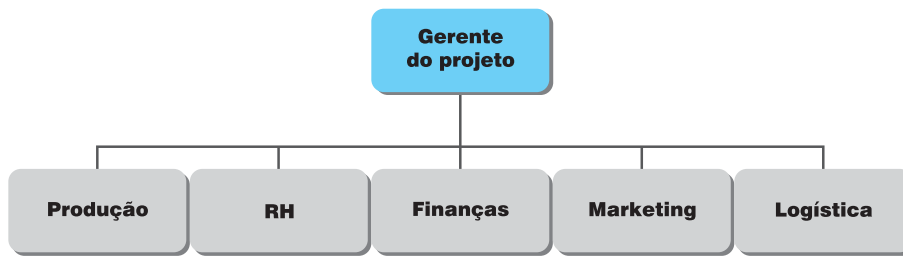 Gerente
do projeto
Produção
RH
Finanças
Marketing
Logística